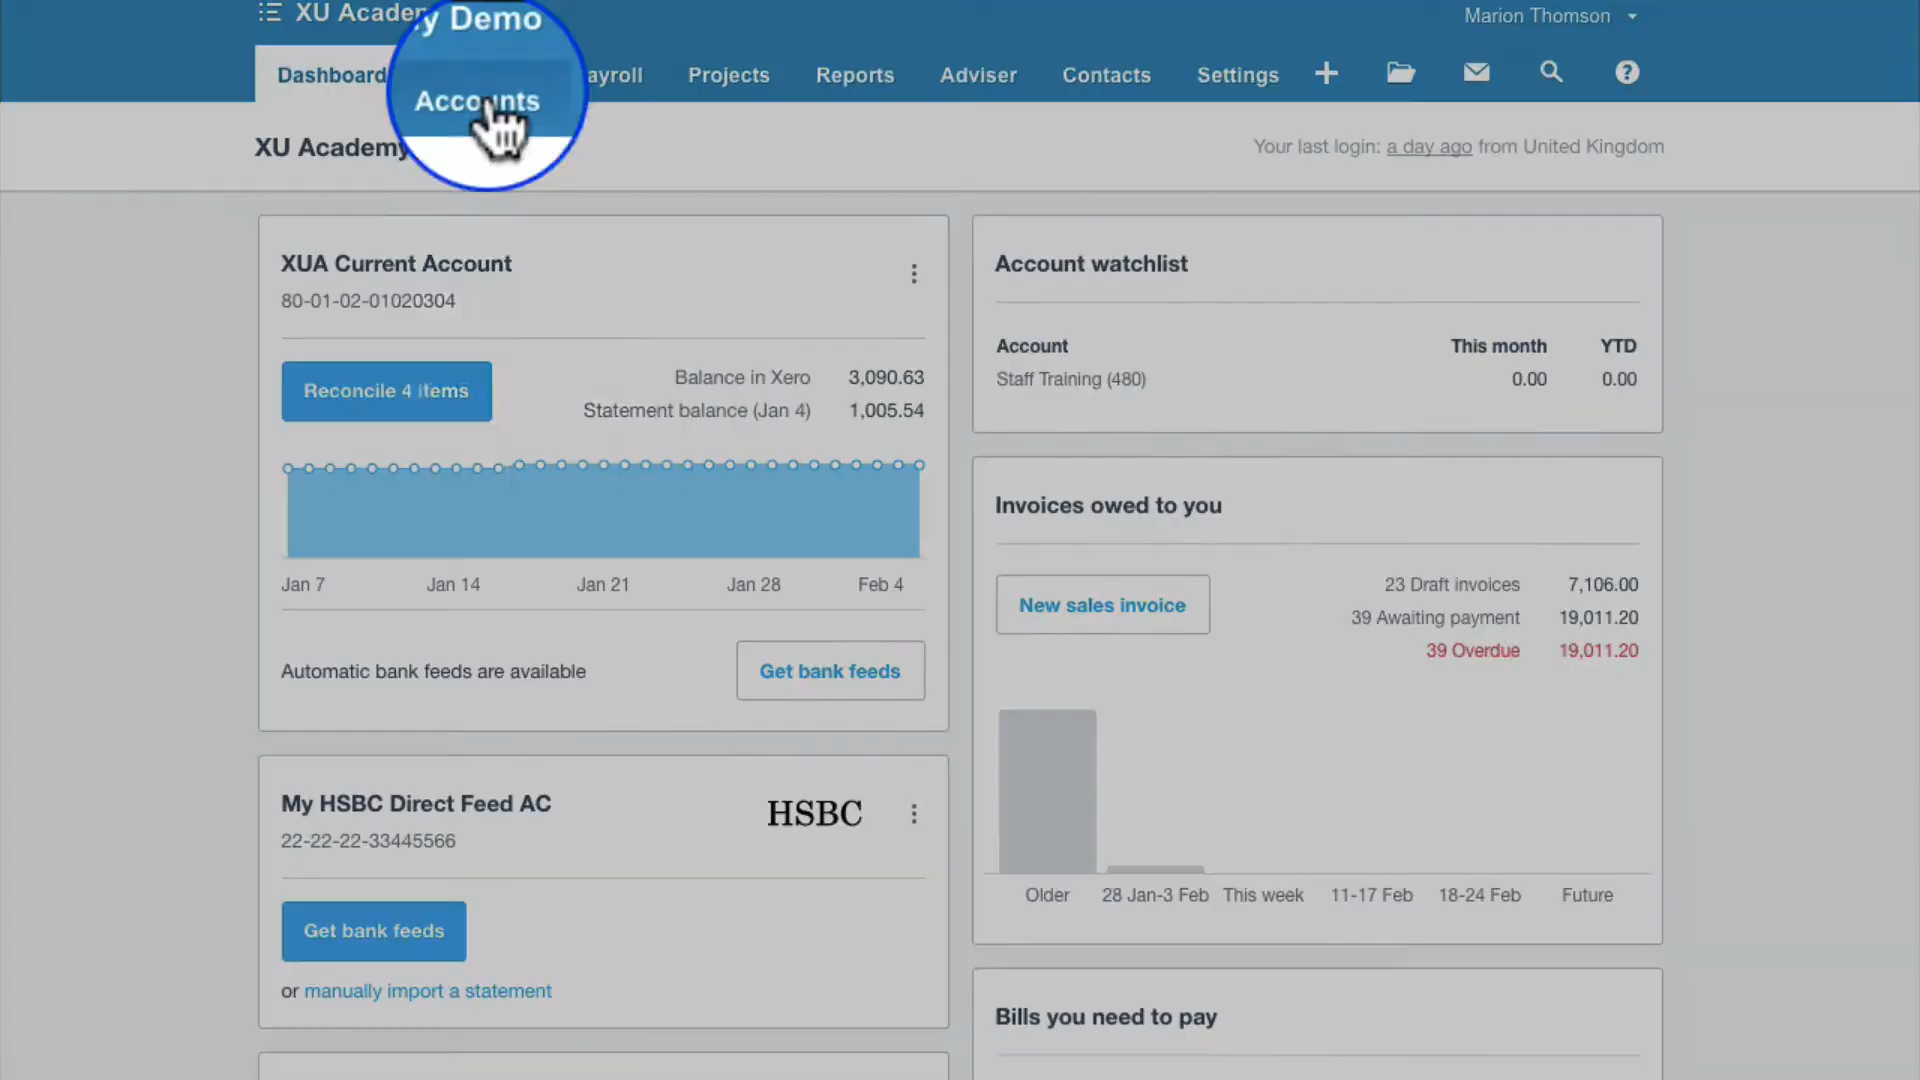 XU Acade
y Demo
Marion Thomson
Dashboard
Accounts
ayroll
Projects
Reports
Adviser
Contacts
Settings
XU Academy
Your last login: a day ago from United Kingdom
XUA Current Account
80-01-02-01020304
Reconcile 4 items
Balance in Xero 3,090.63
Statement balance (Jan 4) 1,005.54
Jan 7 Jan 14 Jan 21 Jan 28 Feb 4
Automatic bank feeds are available
Get bank feeds
My HSBC Direct Feed AC
HSBC
22-22-22-33445566
Get bank feeds
or manually import a statement
Account watchlist
Account This month YTD
Staff Training (480) 0.00 0.00
Invoices owed to you
New sales invoice
23 Draft invoices 7,106.00
39 Awaiting payment 19,011.20
39 Overdue 19,011.20
Older 28 Jan-3 Feb This week 11-17 Feb 18-24 Feb Future
Bills you need to pay